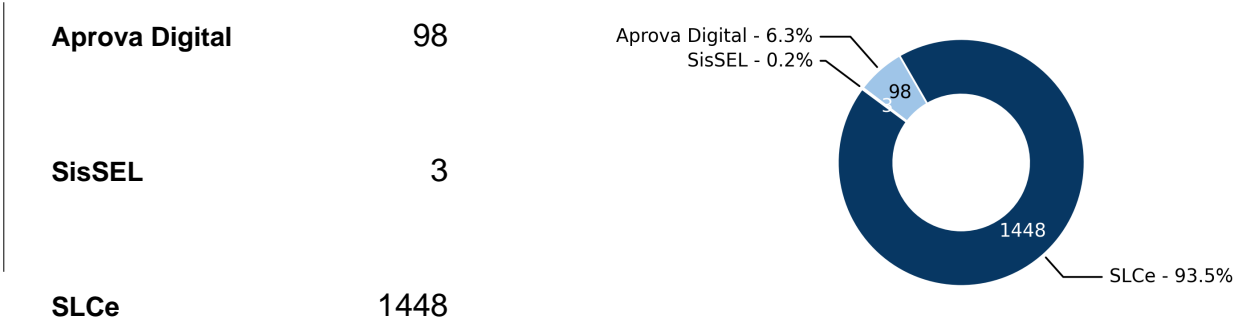 Aprova Digital 98
SisSEL 3
SLCe 1448
Aprova Digital - 6.3%
SisSEL - 0.2%
98
3
1448
SLCe - 93.5%